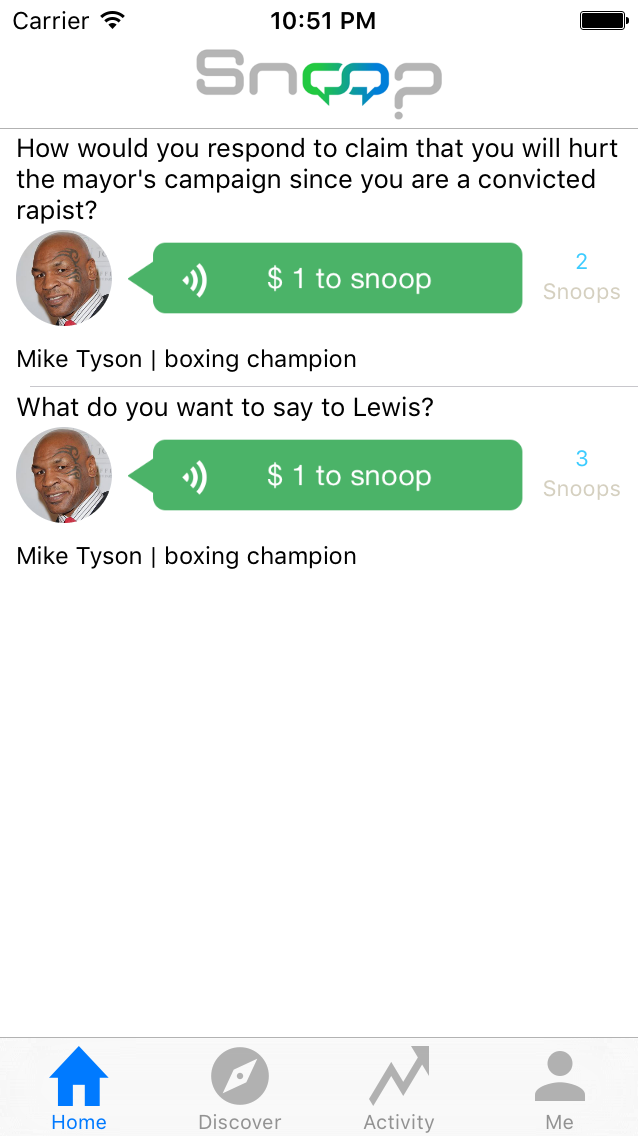 Carrier 10:51 PM
Snoop
How would you respond to claim that you will hurt
the mayor's campaign since you are a convicted
rapist?
$ 1 to snoop
2
Snoops
Mike Tyson | boxing champion
What do you want to say to Lewis?
$ 1 to snoop
3
Snoops
Mike Tyson | boxing champion
Home Discover Activity Me